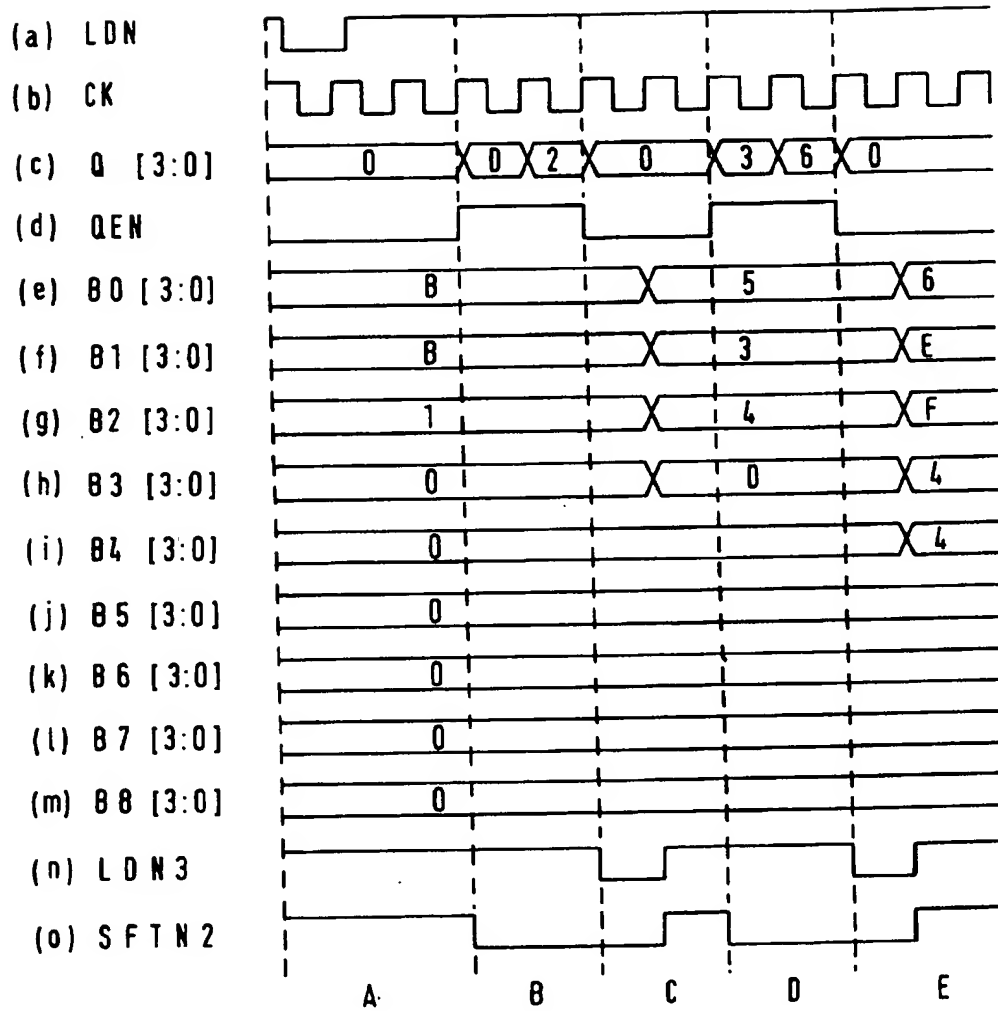 (a) LDN
(b) CK
(c) Q [3:0] 0 0 2 0 3 6 0
(d) QEN
(e) B0 [3:0] B 5 6
(f) B1 [3:0] B 3 E
(g) B2 [3:0] 1 4 F
(h) B3 [3:0] 0 0 4
(i) B4 [3:0] 0 4
(j) B5 [3:0] 0
(k) B6 [3:0] 0
(l) B7 [3:0] 0
(m) B8 [3:0] 0
(n) LDN3
(o) SFTN2
A B C D E